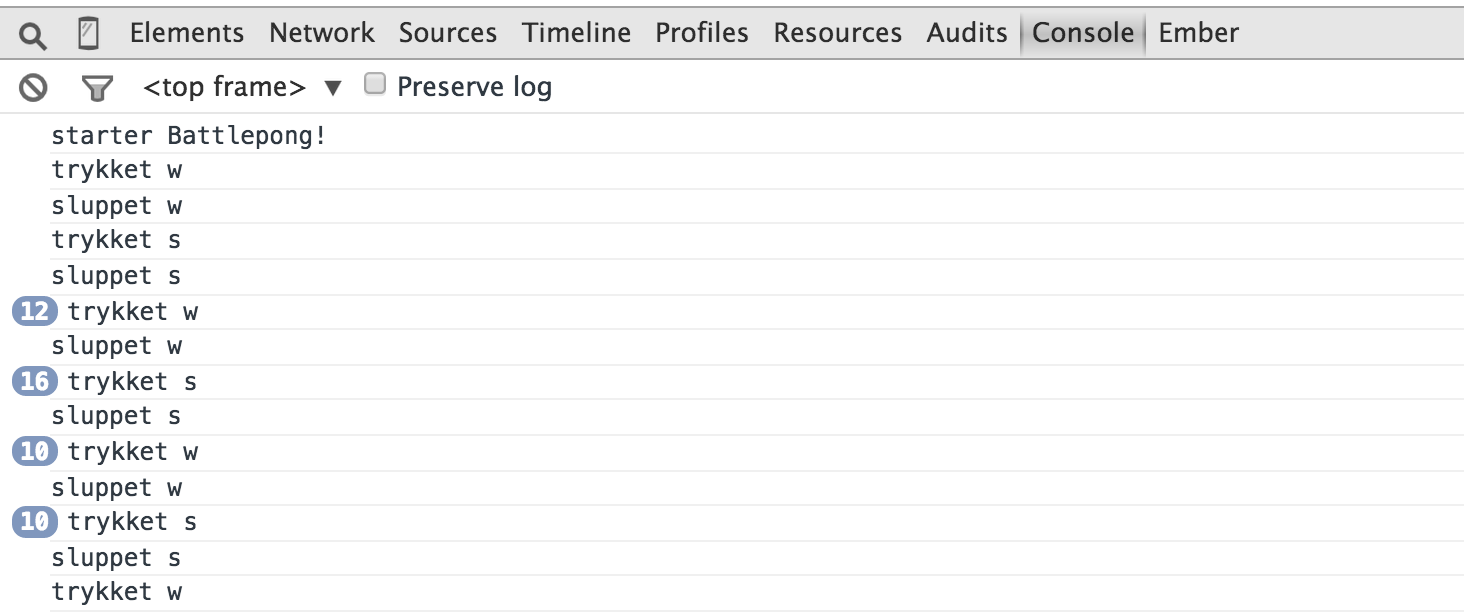 Elements Network Sources Timeline Profiles Resources Audits Console Ember
<top frame> ▼ Preserve log
starter Battlepong!
trykket w
sluppet w
trykket s
sluppet s
12 trykket w
sluppet w
16 trykket s
sluppet s
10 trykket w
sluppet w
10 trykket s
sluppet s
trykket w